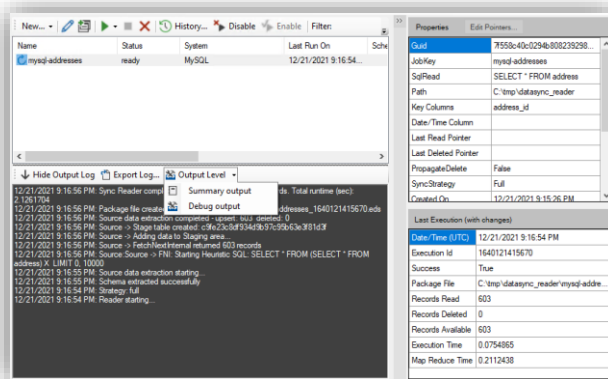 New... History... Disable Enable Filter:
Name Status System Last Run On Sche
mysql-addresses ready MySQL 12/21/2021 9:16:54...
Hide Output Log Export Log... Output Level
Summary output
Debug output
12/21/2021 9:16:56 PM: Sync Reader compl ds. Total runtime (sec):
2.1261704
12/21/2021 9:16:56 PM: Package file create addresses_1640121415670.eds
12/21/2021 9:16:56 PM: Source data extraction completed - upsert: 603 deleted: 0
12/21/2021 9:16:56 PM: Source -> Stage table created: c9fe23c8df934d9b97c95b63e3f81d3f
12/21/2021 9:16:56 PM: Source -> Adding data to Staging area...
12/21/2021 9:16:56 PM: Source -> FetchNextInternal returned 603 records
12/21/2021 9:16:56 PM: Source:Source -> FNI: Starting Heuristic SQL: SELECT * FROM (SELECT * FROM
address) X LIMIT 0, 10000
12/21/2021 9:16:55 PM: Source data extraction starting...
12/21/2021 9:16:55 PM: Schema extracted successfully
12/21/2021 9:16:54 PM: Strategy: full
12/21/2021 9:16:54 PM: Reader starting...
Properties Edit Pointers...
Guid 7f558c40c0294b808239298...
JobKey mysql-addresses
SqlRead SELECT * FROM address
Path C:\tmp\datasync_reader
Key Columns address_id
Date/Time Column
Last Read Pointer
Last Deleted Pointer
PropagateDelete False
SyncStrategy Full
Created On 12/21/2021 9:15:26 PM
Last Execution (with changes)
Date/Time (UTC) 12/21/2021 9:16:54 PM
Execution Id 1640121415670
Success True
Package File C:\tmp\datasync_reader\mysql-addre...
Records Read 603
Records Deleted 0
Records Available 603
Execution Time 0.0754865
Map Reduce Time 0.2112438